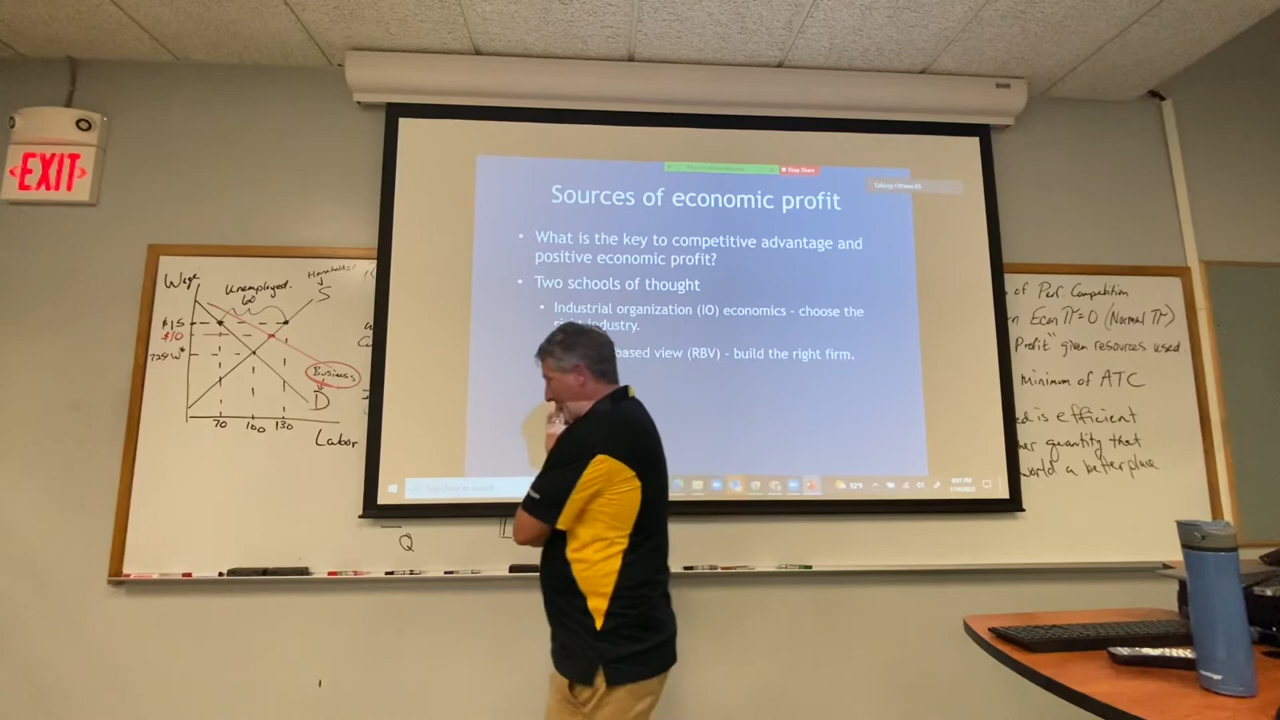 EXIT
Stop Share
Talking:
Sources of economic profit
• What is the key to competitive advantage and
positive economic profit?
• Two schools of thought
• Industrial organization (IO) economics - choose the
industry.
based view (RBV) - build the right firm.
Wage
Unemployed.
60
Households
S
$15
$10
725
W*
Business
D
70
100
130
Labor
Q
of Perf. Competition
Econ π=0 (Normal π)
Profit" given resources used.
Minimum of ATC
is efficient
quantity that
world a better place